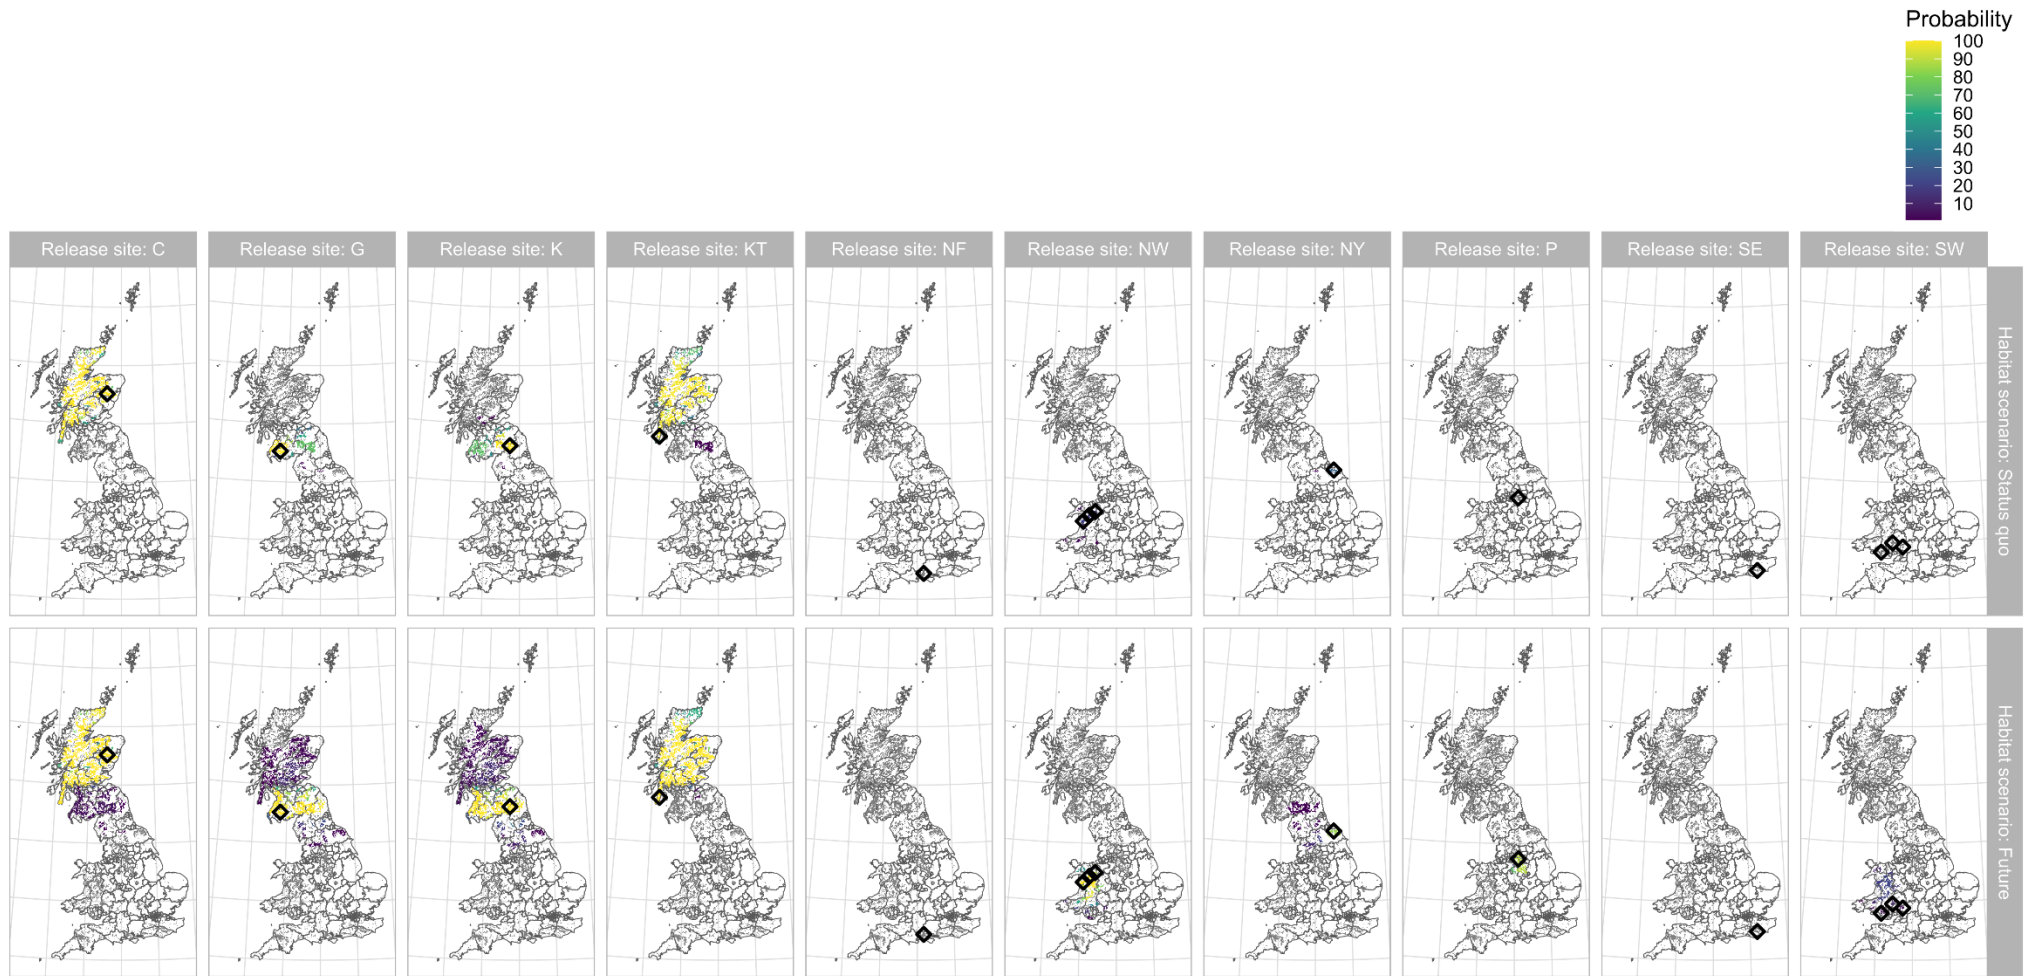 Probability
100
90
80
70
60
50
40
30
20
10
Release site: C
Release site: G
Release site: K
Release site: KT
Release site: NF
Release site: NW
Release site: NY
Release site: P
Release site: SE
Release site: SW
Habitat scenario: Status quo
Habitat scenario: Future